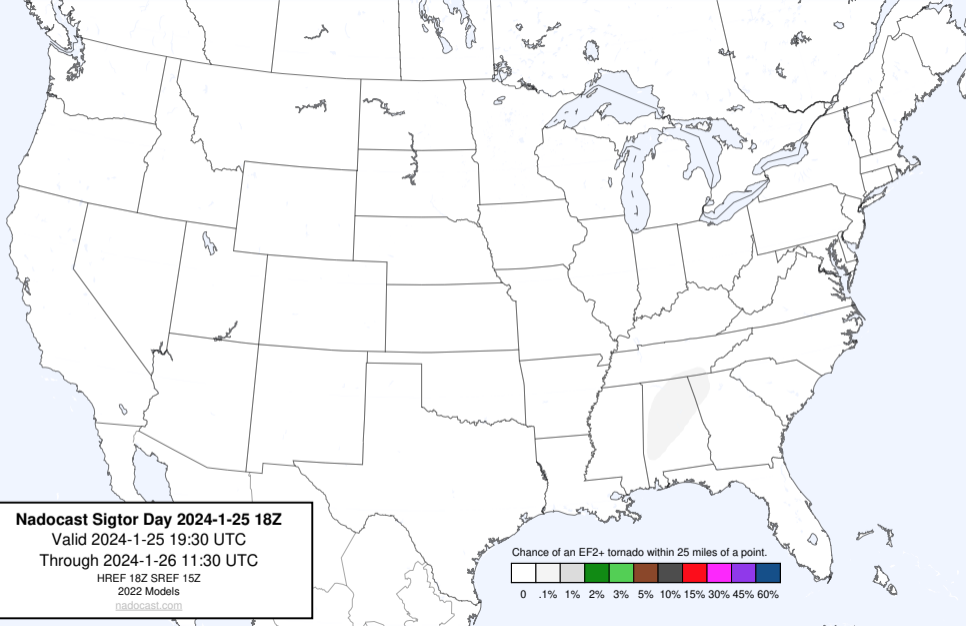 Nadocast Sigtor Day 2024-1-25 18Z
Valid 2024-1-25 19:30 UTC
Through 2024-1-26 11:30 UTC
HREF 18Z SREF 15Z
2022 Models
nadocast.com
Chance of an EF2+ tornado within 25 miles of a point.
0 .1% 1% 2% 3% 5% 10% 15% 30% 45% 60%